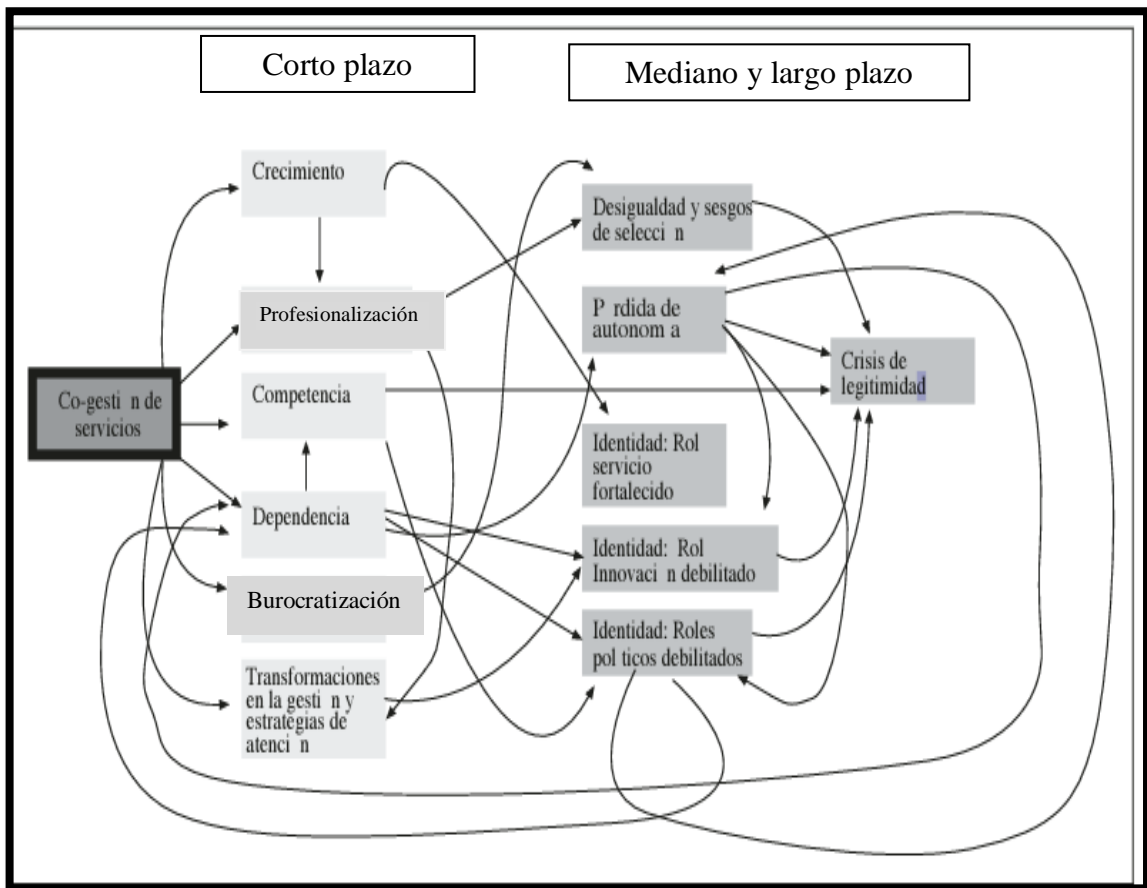 Corto plazo
Mediano y largo plazo
Crecimiento
Profesionalización
Co-gesti n de
servicios
Competencia
Dependencia
Burocratización
Transformaciones
en la gesti n y
estrategias de
atenci n
Desigualdad y sesgos
de selecci n
P rdida de
autonom a
Identidad: Rol
servicio
fortalecido
Identidad: Rol
Innovaci n debilitado
Identidad: Roles
pol ticos debilitados
Crisis de
legitimidad